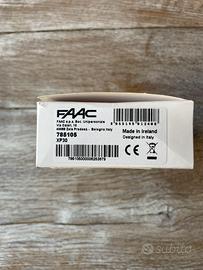 FAAC
FAAC s.p.a. Soc. Unipersonale
Via Calari, 10
40069 Zola Predosa - Bologna Italy
785105
XP30
Made in Ireland
Designed in Italy
subito